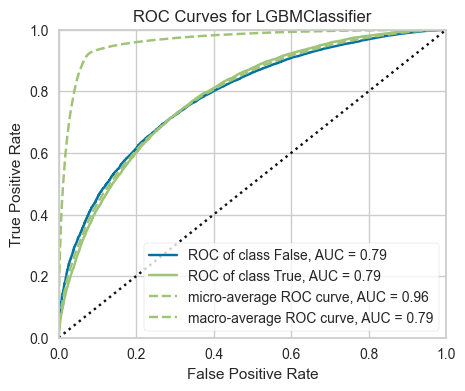 ROC Curves for LGBMClassifier
1.0
0.8
0.6
0.4
0.2
0.0
True Positive Rate
ROC of class False, AUC = 0.79
ROC of class True, AUC = 0.79
micro-average ROC curve, AUC = 0.96
macro-average ROC curve, AUC = 0.79
0.0 0.2 0.4 0.6 0.8 1.0
False Positive Rate